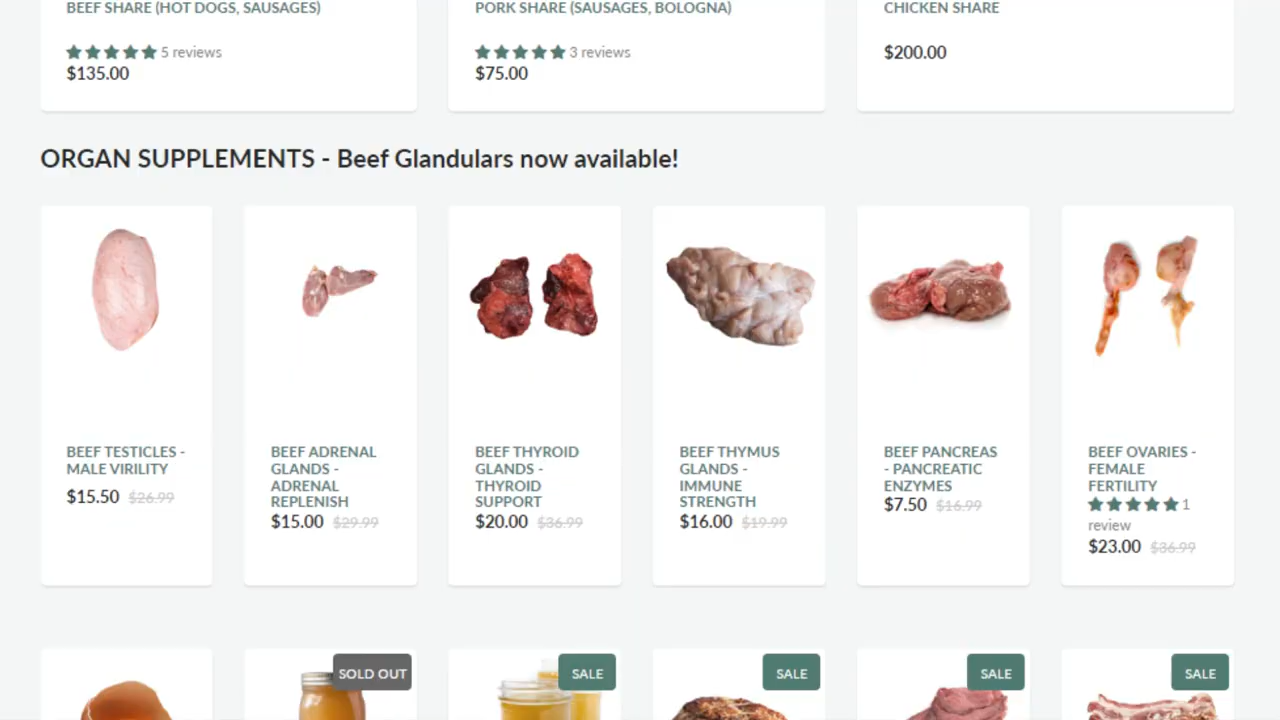 BEEF SHARE (HOT DOGS, SAUSAGES)
5 reviews
$135.00
PORK SHARE (SAUSAGES, BOLOGNA)
3 reviews
$75.00
CHICKEN SHARE
$200.00
ORGAN SUPPLEMENTS - Beef Glandulars now available!
BEEF TESTICLES -
MALE VIRILITY
$15.50 $26.99
BEEF ADRENAL
GLANDS -
ADRENAL
REPLENISH
$15.00 $29.99
BEEF THYROID
GLANDS -
THYROID
SUPPORT
$20.00 $36.99
BEEF THYMUS
GLANDS -
IMMUNE
STRENGTH
$16.00 $19.99
BEEF PANCREAS
- PANCREATIC
ENZYMES
$7.50 $16.99
BEEF OVARIES -
FEMALE
FERTILITY
1
review
$23.00 $36.99
SOLD OUT
SALE
SALE
SALE
SALE